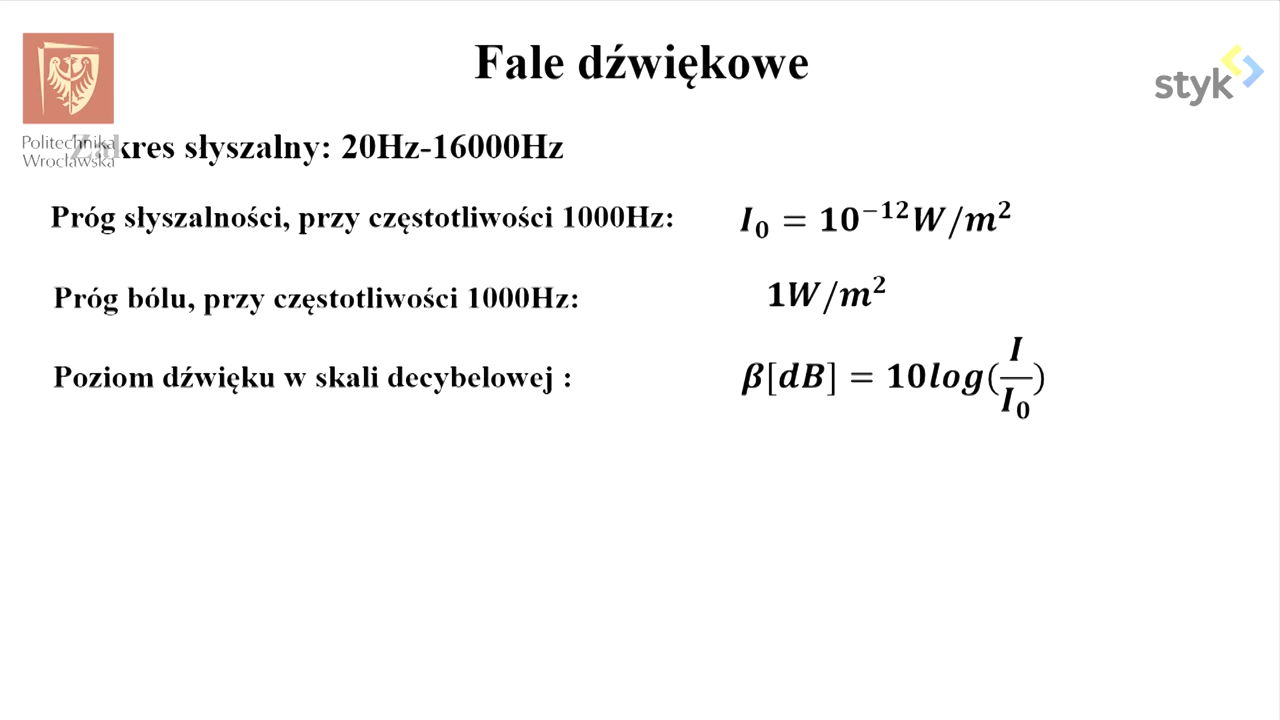 Fale dźwiękowe
styk
Politechnika
Wrocławska
Zakres słyszalny: 20Hz-16000Hz
Próg słyszalności, przy częstotliwości 1000Hz: I₀ = 10⁻¹²W/m²
Próg bólu, przy częstotliwości 1000Hz: 1W/m²
Poziom dźwięku w skali decybelowej : β[dB] = 10log(I/I₀)